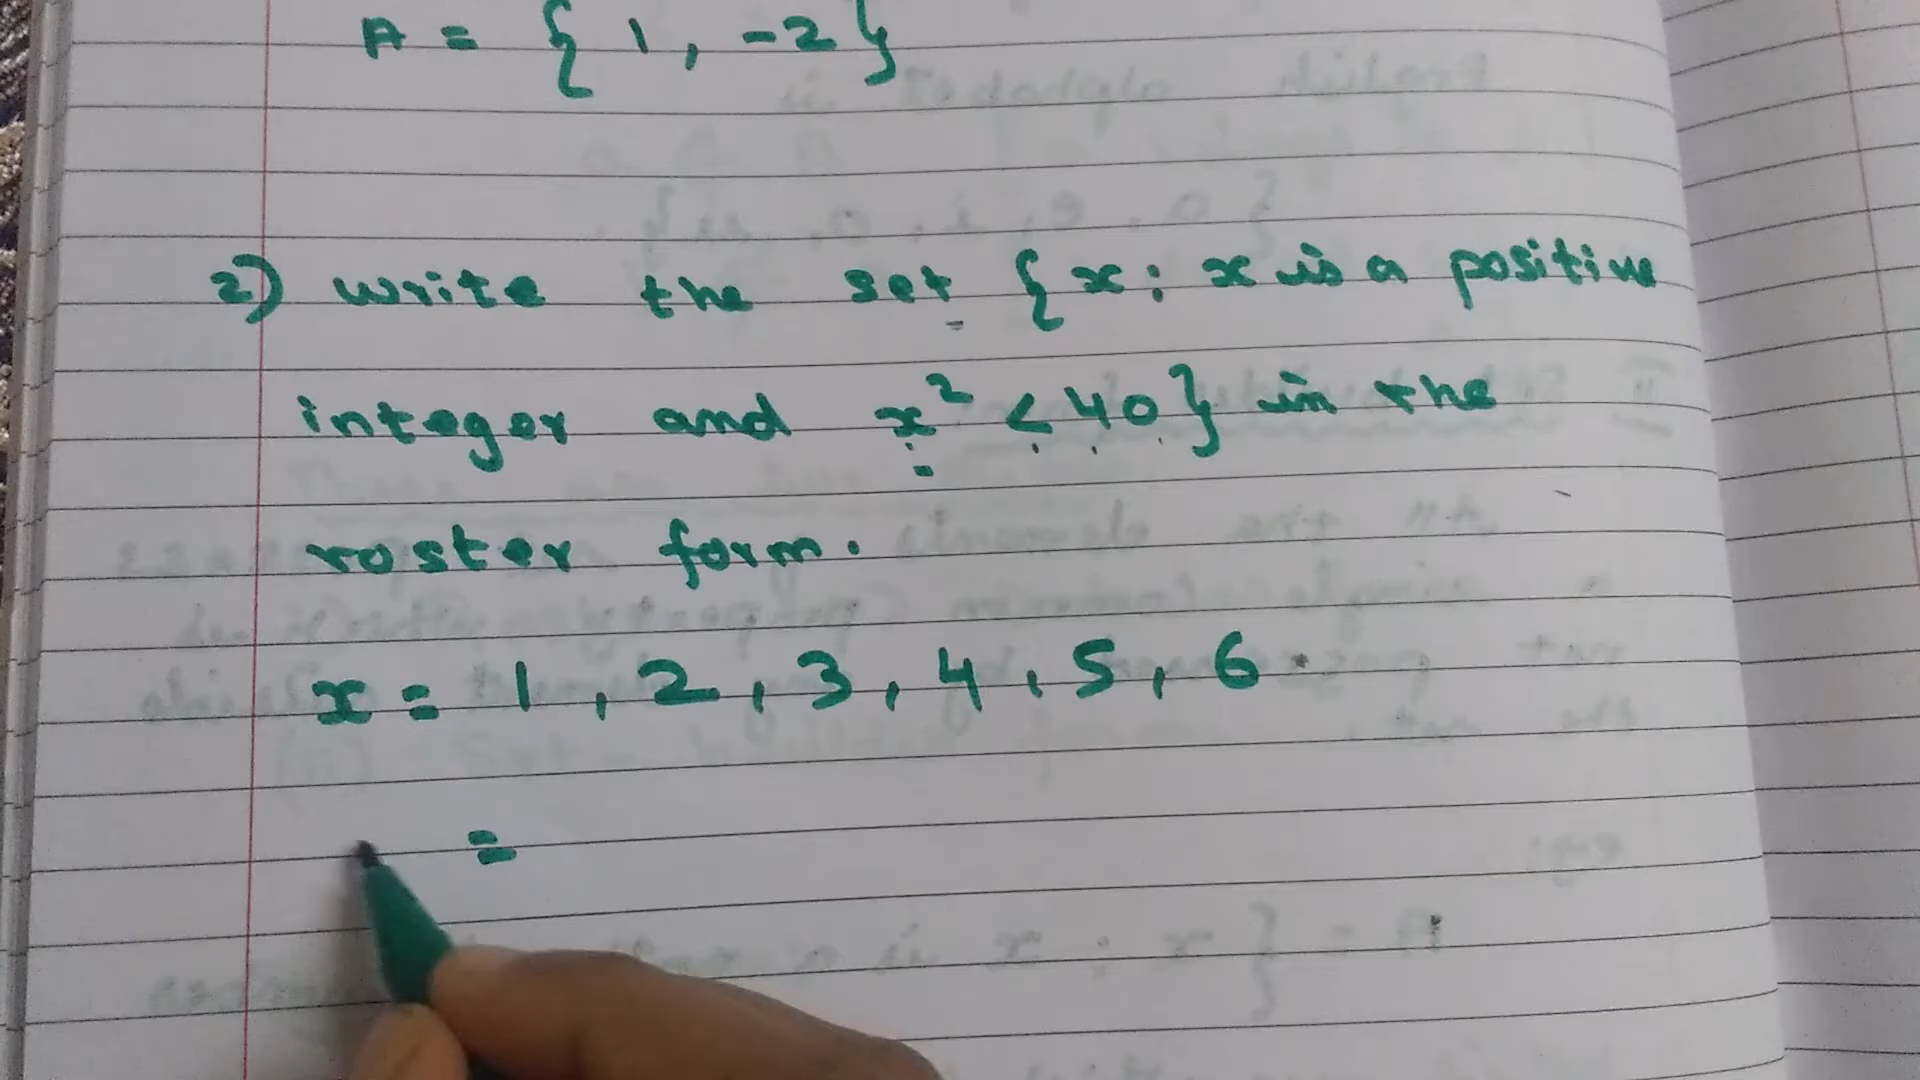 A = { 1, -2}
2) write the set {x : x is a positive
integer and x² < 40} in the
roster form.
x = 1, 2, 3, 4, 5, 6.
=